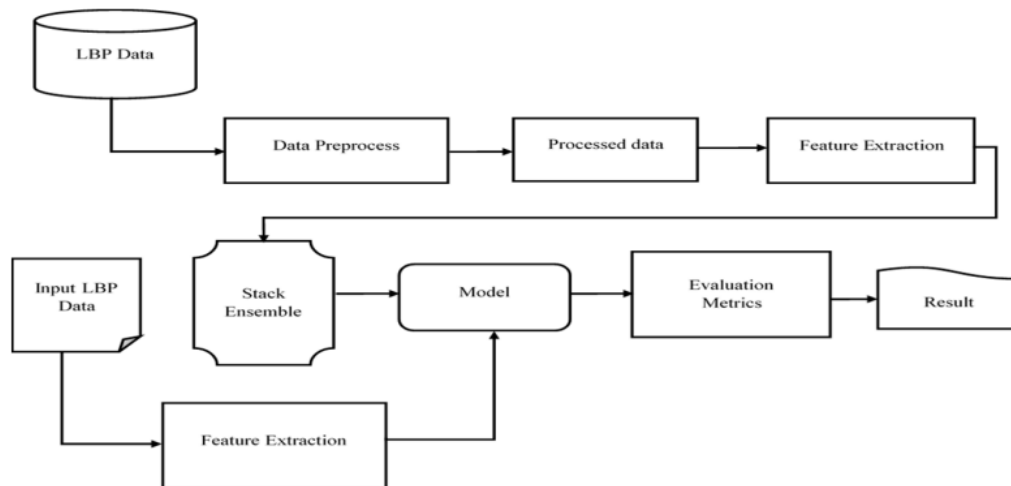 LBP Data
Data Preprocess
Processed data
Feature Extraction
Input LBP
Data
Stack
Ensemble
Model
Evaluation
Metrics
Result
Feature Extraction